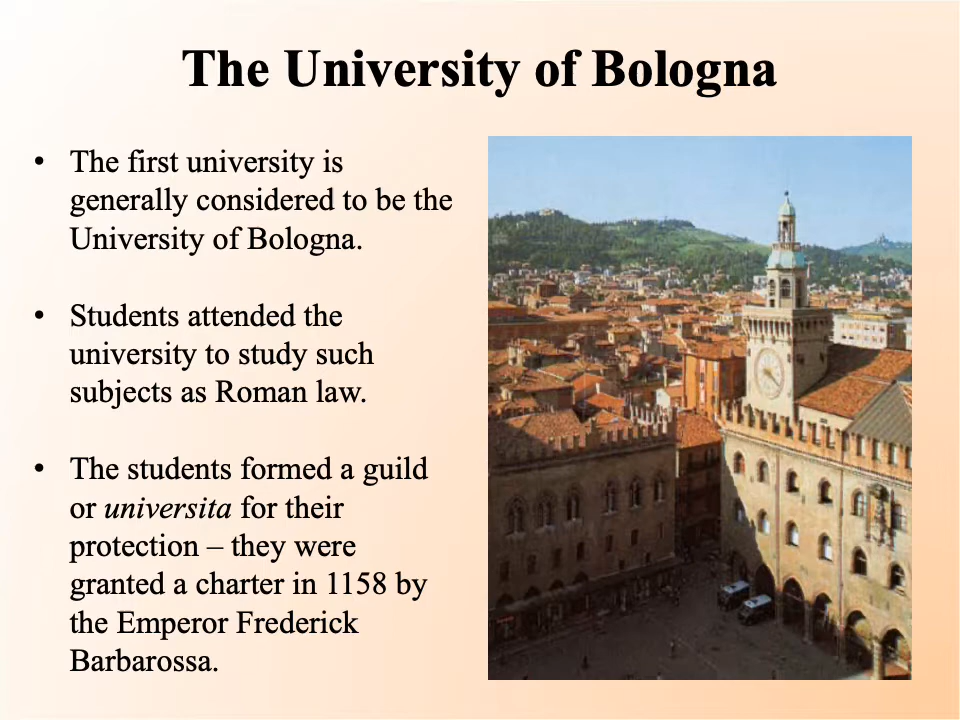 The University of Bologna
• The first university is
generally considered to be the
University of Bologna.
• Students attended the
university to study such
subjects as Roman law.
• The students formed a guild
or universita for their
protection – they were
granted a charter in 1158 by
the Emperor Frederick
Barbarossa.